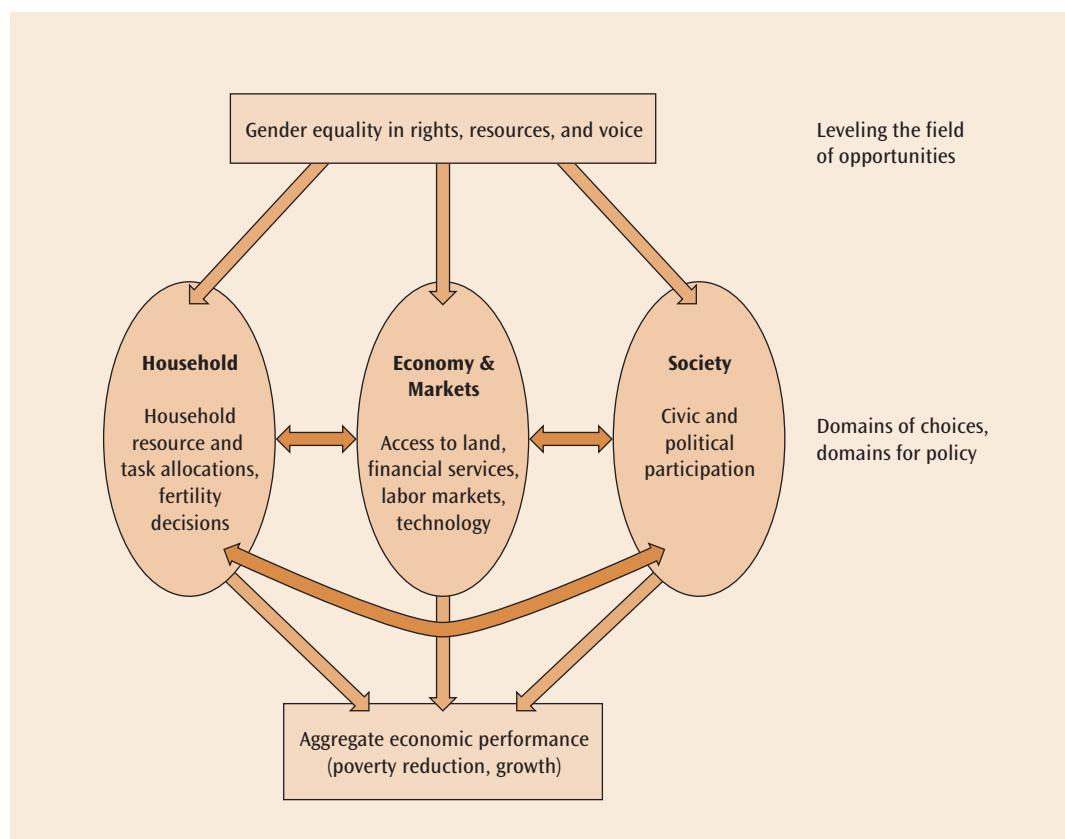 Gender equality in rights, resources, and voice
Leveling the field
of opportunities
Household
Household
resource and
task allocations,
fertility
decisions
Economy &
Markets
Access to land,
financial services,
labor markets,
technology
Society
Civic and
political
participation
Domains of choices,
domains for policy
Aggregate economic performance
(poverty reduction, growth)